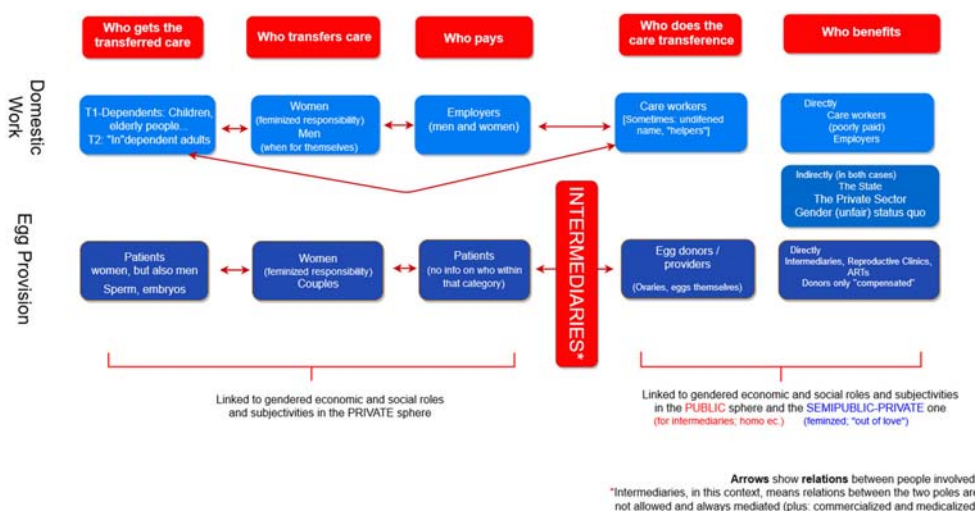 Who gets the
transferred care
Who transfers care
Who pays
Who does the
care transference
Who benefits
Domestic
Work
T1-Dependents: Children,
elderly people...
T2: "In"dependent adults
Women
(feminized responsibility)
Men
(when for themselves)
Employers
(men and women)
Care workers
[Sometimes: undifened
name, "helpers"]
Directly
Care workers
(poorly paid)
Employers
Indirectly (in both cases)
The State
The Private Sector
Gender (unfair) status quo
Egg Provision
Patients
women, but also men
Sperm, embryos
Women
(feminized responsibility)
Couples
Patients
(no info on who within
that category)
INTERMEDIARIES*
Egg donors /
providers
(Ovaries, eggs themselves)
Directly
Intermediaries, Reproductive Clinics,
ARTs
Donors only "compensated"
Linked to gendered economic and social roles
and subjectivities in the PRIVATE sphere
Linked to gendered economic and social roles and subjectivities
in the PUBLIC sphere and the SEMIPUBLIC-PRIVATE one
(for intermediaries; homo ec.) (feminzed; "out of love")
Arrows show relations between people involved
*Intermediaries, in this context, means relations between the two poles are
not allowed and always mediated (plus: commercialized and medicalized